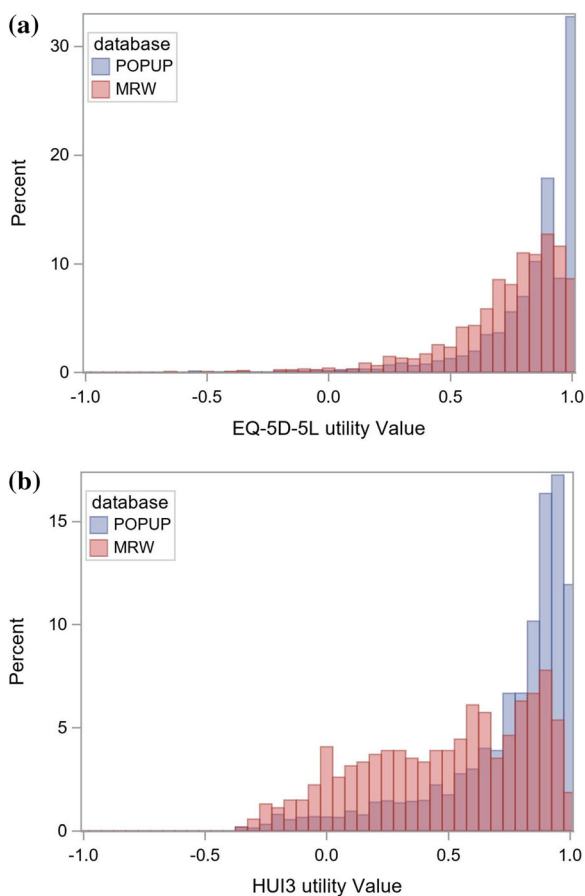 (a)
database
POPUP
MRW
Percent
30
20
10
0
-1.0 -0.5 0.0 0.5 1.0
EQ-5D-5L utility Value
(b)
database
POPUP
MRW
Percent
15
10
5
0
-1.0 -0.5 0.0 0.5 1.0
HUI3 utility Value